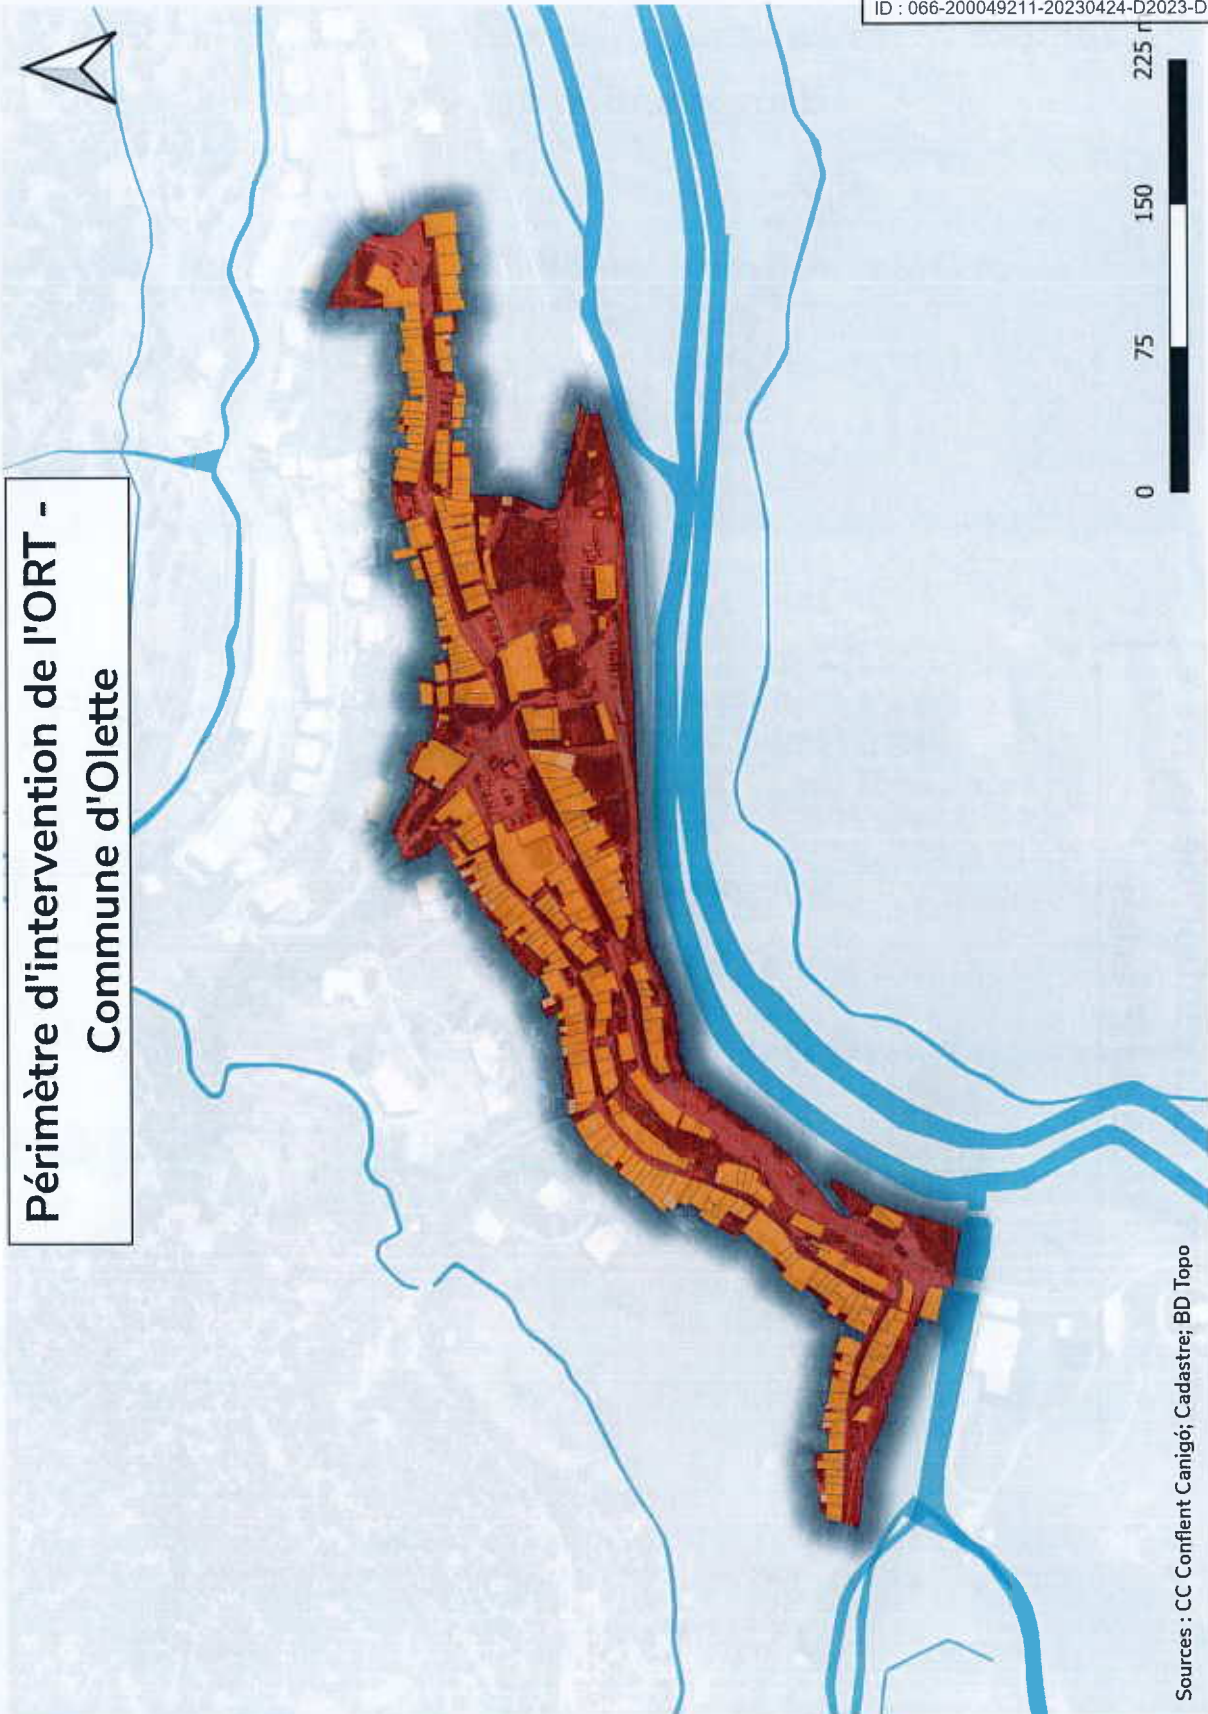 ID : 066-200049211-20230424-D2023-D
Périmètre d'intervention de l'ORT -
Commune d'Olette
0 75 150 225 m
Sources : CC Conflent Canigó; Cadastre; BD Topo